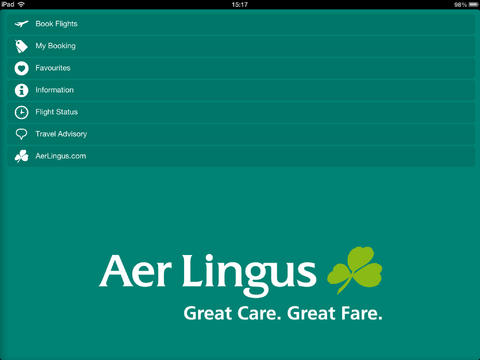 iPad 15:17 98%
Book Flights
My Booking
Favourites
Information
Flight Status
Travel Advisory
AerLingus.com
Aer Lingus
Great Care. Great Fare.